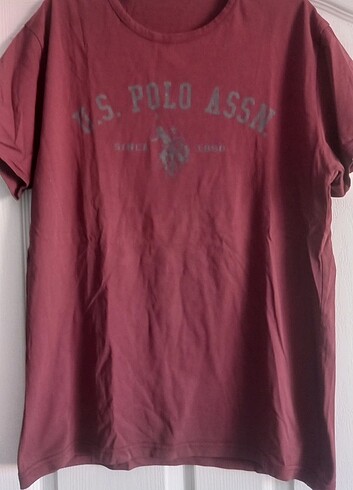 U.S. POLO ASSN.
SINCE 1890